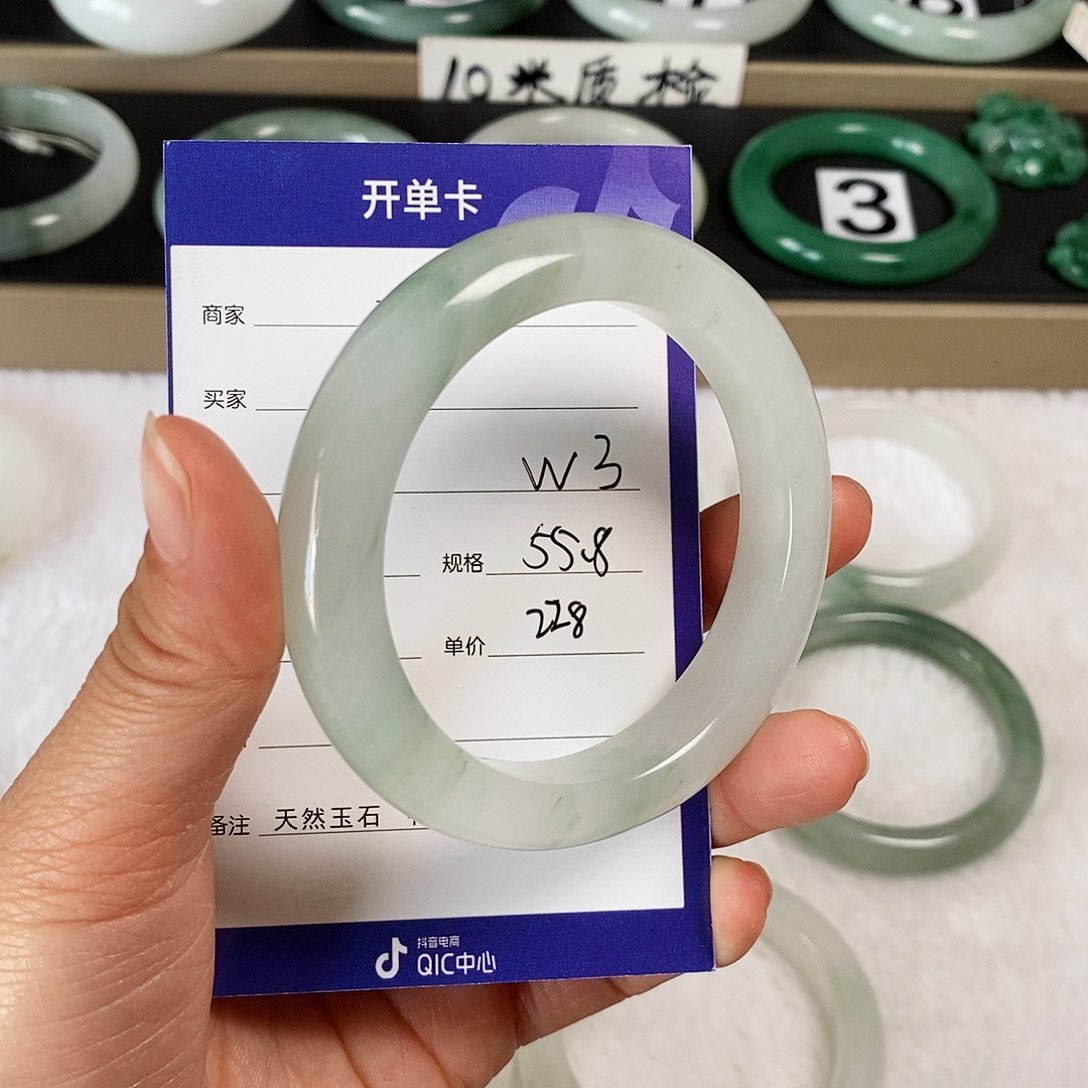 10米质检
3
开单卡
商家
买家
W3
规格 55.8
单价 228
备注 天然玉石
抖音电商
QIC中心